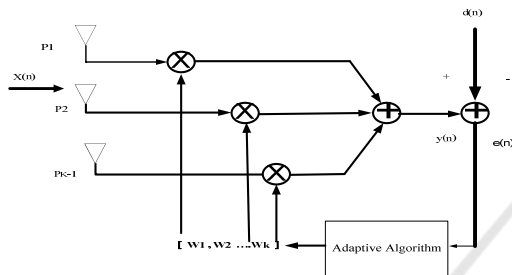 d(n)
P1
X(n)
+
-
P2
y(n)
e(n)
PK-1
[ W1 , W2 ....Wk ]
Adaptive Algorithm